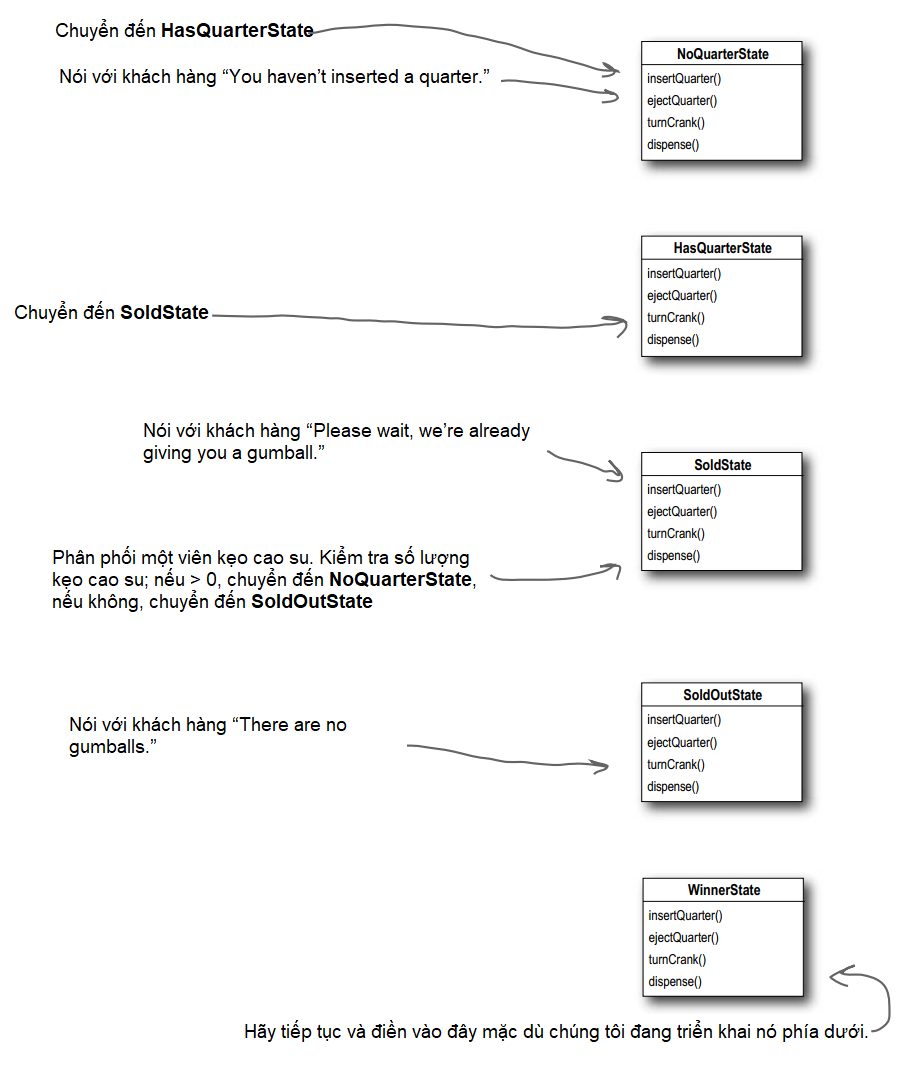 Chuyển đến HasQuarterState
Nói với khách hàng “You haven’t inserted a quarter.”
NoQuarterState
insertQuarter()
ejectQuarter()
turnCrank()
dispense()
HasQuarterState
insertQuarter()
ejectQuarter()
turnCrank()
dispense()
Chuyển đến SoldState
Nói với khách hàng “Please wait, we’re already
giving you a gumball.”
SoldState
insertQuarter()
ejectQuarter()
turnCrank()
dispense()
Phân phối một viên kẹo cao su. Kiểm tra số lượng
kẹo cao su; nếu > 0, chuyển đến NoQuarterState,
nếu không, chuyển đến SoldOutState
SoldOutState
insertQuarter()
ejectQuarter()
turnCrank()
dispense()
Nói với khách hàng “There are no
gumballs.”
WinnerState
insertQuarter()
ejectQuarter()
turnCrank()
dispense()
Hãy tiếp tục và điền vào đây mặc dù chúng tôi đang triển khai nó phía dưới.